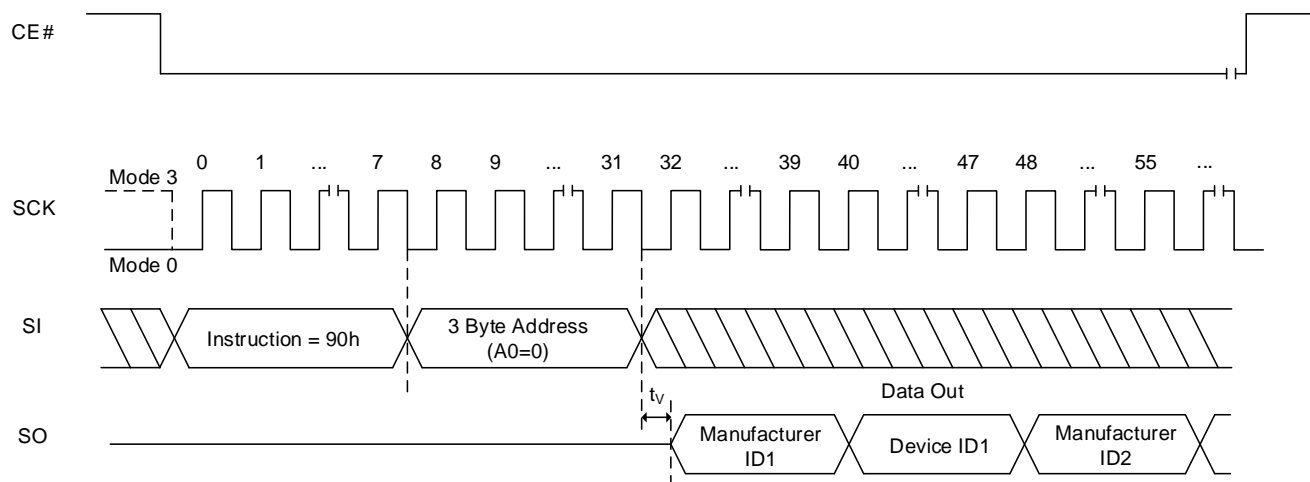 CE#
0 1 ... 7 8 9 ... 31 32 ... 39 40 ... 47 48 ... 55 ...
Mode 3
SCK
Mode 0
SI
Instruction = 90h
3 Byte Address
(A0=0)
tV
Data Out
SO
Manufacturer
ID1
Device ID1
Manufacturer
ID2